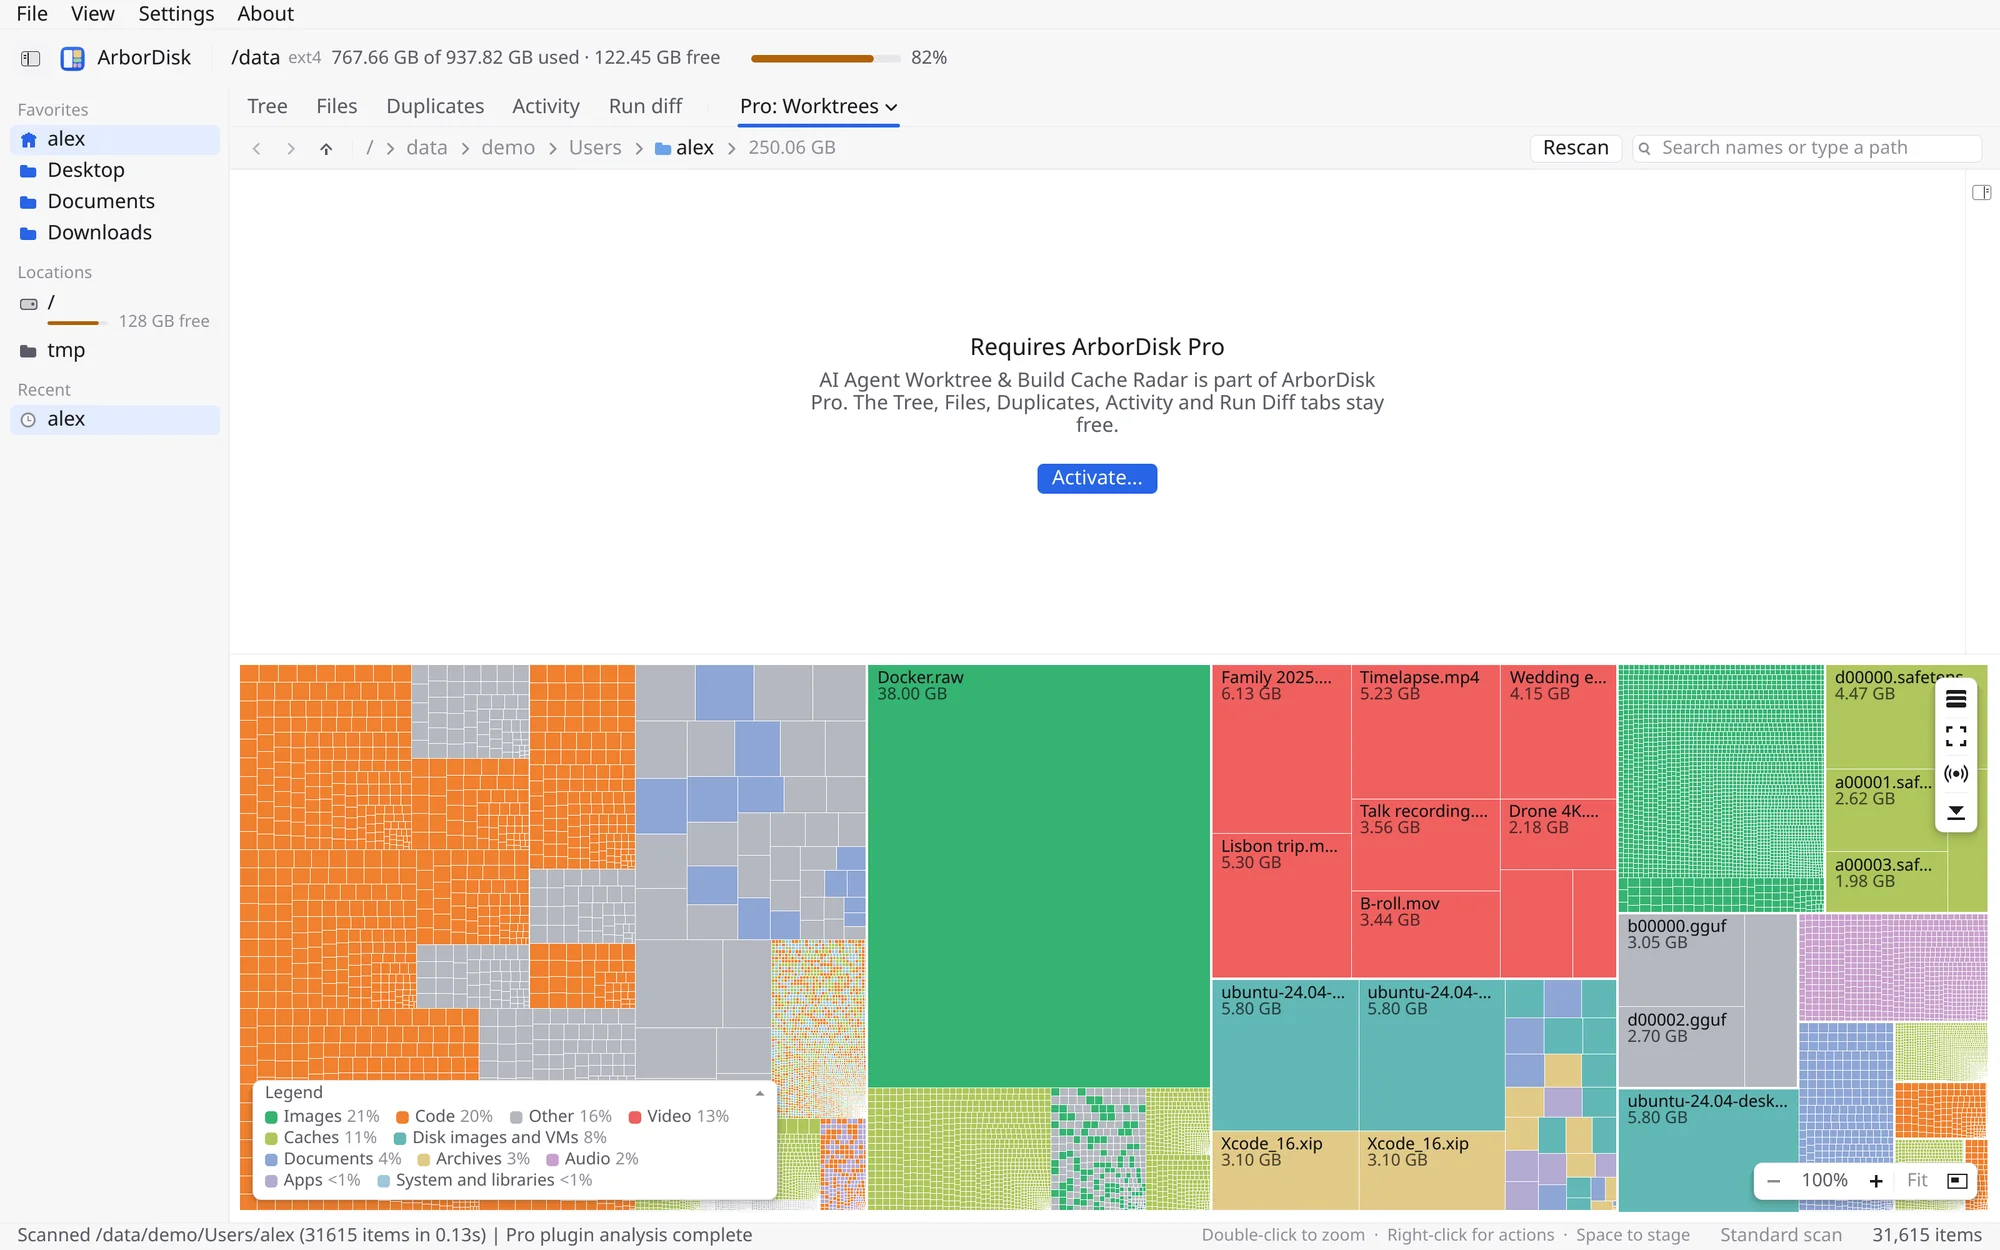 File View Settings About
ArborDisk /data ext4 767.66 GB of 937.82 GB used · 122.45 GB free 82%
Favorites
alex
Desktop
Documents
Downloads
Locations
/
128 GB free
tmp
Recent
alex
Tree Files Duplicates Activity Run diff Pro: Worktrees
/ > data > demo > Users > alex > 250.06 GB
Rescan Search names or type a path
Requires ArborDisk Pro
AI Agent Worktree & Build Cache Radar is part of ArborDisk
Pro. The Tree, Files, Duplicates, Activity and Run Diff tabs stay
free.
Activate...
Docker.raw
38.00 GB
Family 2025....
6.13 GB
Timelapse.mp4
5.23 GB
Wedding e...
4.15 GB
Lisbon trip.m...
5.30 GB
Talk recording....
3.56 GB
Drone 4K....
2.18 GB
B-roll.mov
3.44 GB
ubuntu-24.04-...
5.80 GB
ubuntu-24.04-...
5.80 GB
Xcode_16.xip
3.10 GB
Xcode_16.xip
3.10 GB
d00000.safetens
4.47 GB
a00001.saf...
2.62 GB
a00003.saf...
1.98 GB
b00000.gguf
3.05 GB
d00002.gguf
2.70 GB
ubuntu-24.04-desk...
5.80 GB
Legend
Images 21% Code 20% Other 16% Video 13%
Caches 11% Disk images and VMs 8%
Documents 4% Archives 3% Audio 2%
Apps <1% System and libraries <1%
− 100% + Fit
Scanned /data/demo/Users/alex (31615 items in 0.13s) | Pro plugin analysis complete
Double-click to zoom · Right-click for actions · Space to stage Standard scan 31,615 items